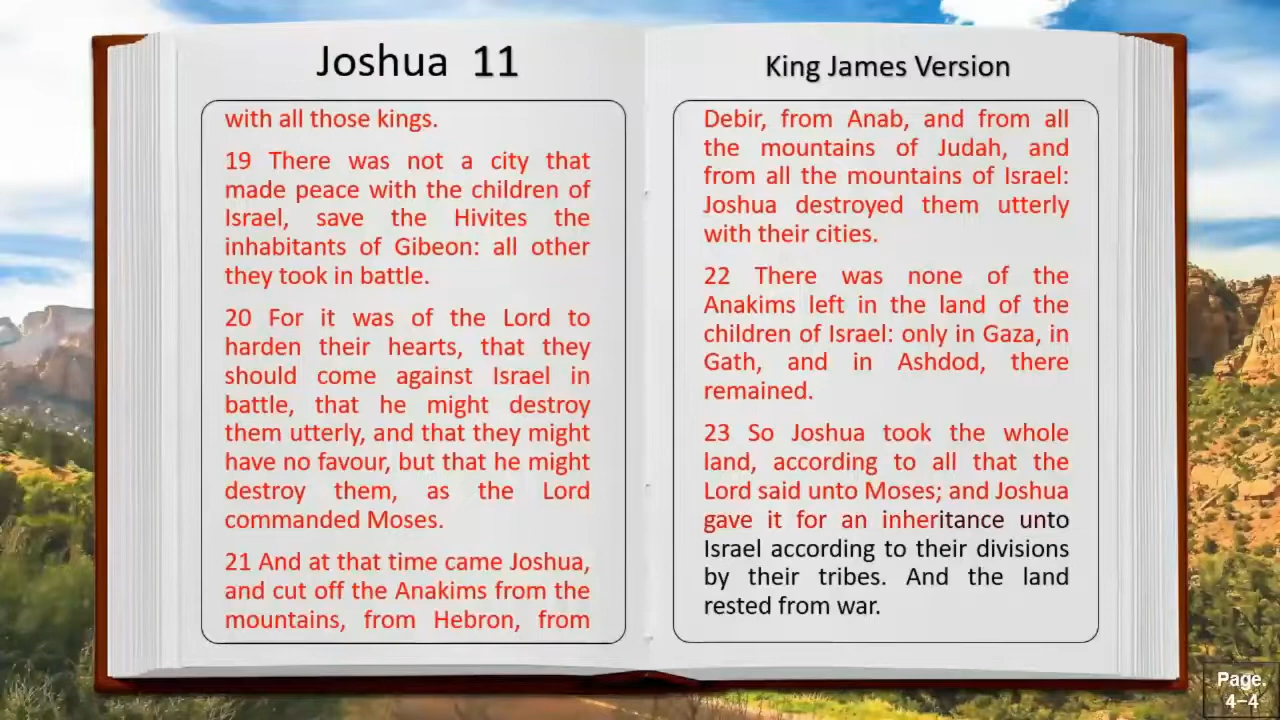 Joshua 11
with all those kings.
19 There was not a city that
made peace with the children of
Israel, save the Hivites the
inhabitants of Gibeon: all other
they took in battle.
20 For it was of the Lord to
harden their hearts, that they
should come against Israel in
battle, that he might destroy
them utterly, and that they might
have no favour, but that he might
destroy them, as the Lord
commanded Moses.
21 And at that time came Joshua,
and cut off the Anakims from the
mountains, from Hebron, from
King James Version
Debir, from Anab, and from all
the mountains of Judah, and
from all the mountains of Israel:
Joshua destroyed them utterly
with their cities.
22 There was none of the
Anakims left in the land of the
children of Israel: only in Gaza, in
Gath, and in Ashdod, there
remained.
23 So Joshua took the whole
land, according to all that the
Lord said unto Moses; and Joshua
gave it for an inheritance unto
Israel according to their divisions
by their tribes. And the land
rested from war.
Page.
4-4